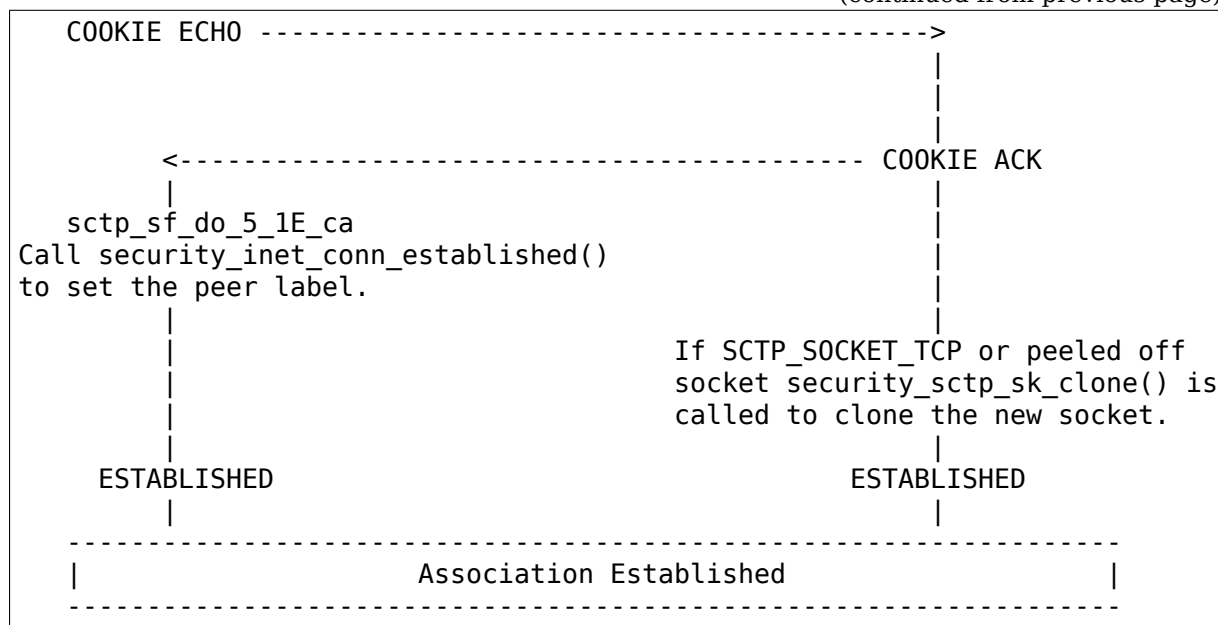 (continued from previous page)
COOKIE ECHO ------------------------------------------>
|
|
|
<------------------------------------------- COOKIE ACK
| |
sctp_sf_do_5_1E_ca |
Call security_inet_conn_established() |
to set the peer label. |
| |
| If SCTP_SOCKET_TCP or peeled off
| socket security_sctp_sk_clone() is
| called to clone the new socket.
| |
ESTABLISHED ESTABLISHED
| |
------------------------------------------------------------------
| Association Established |
------------------------------------------------------------------